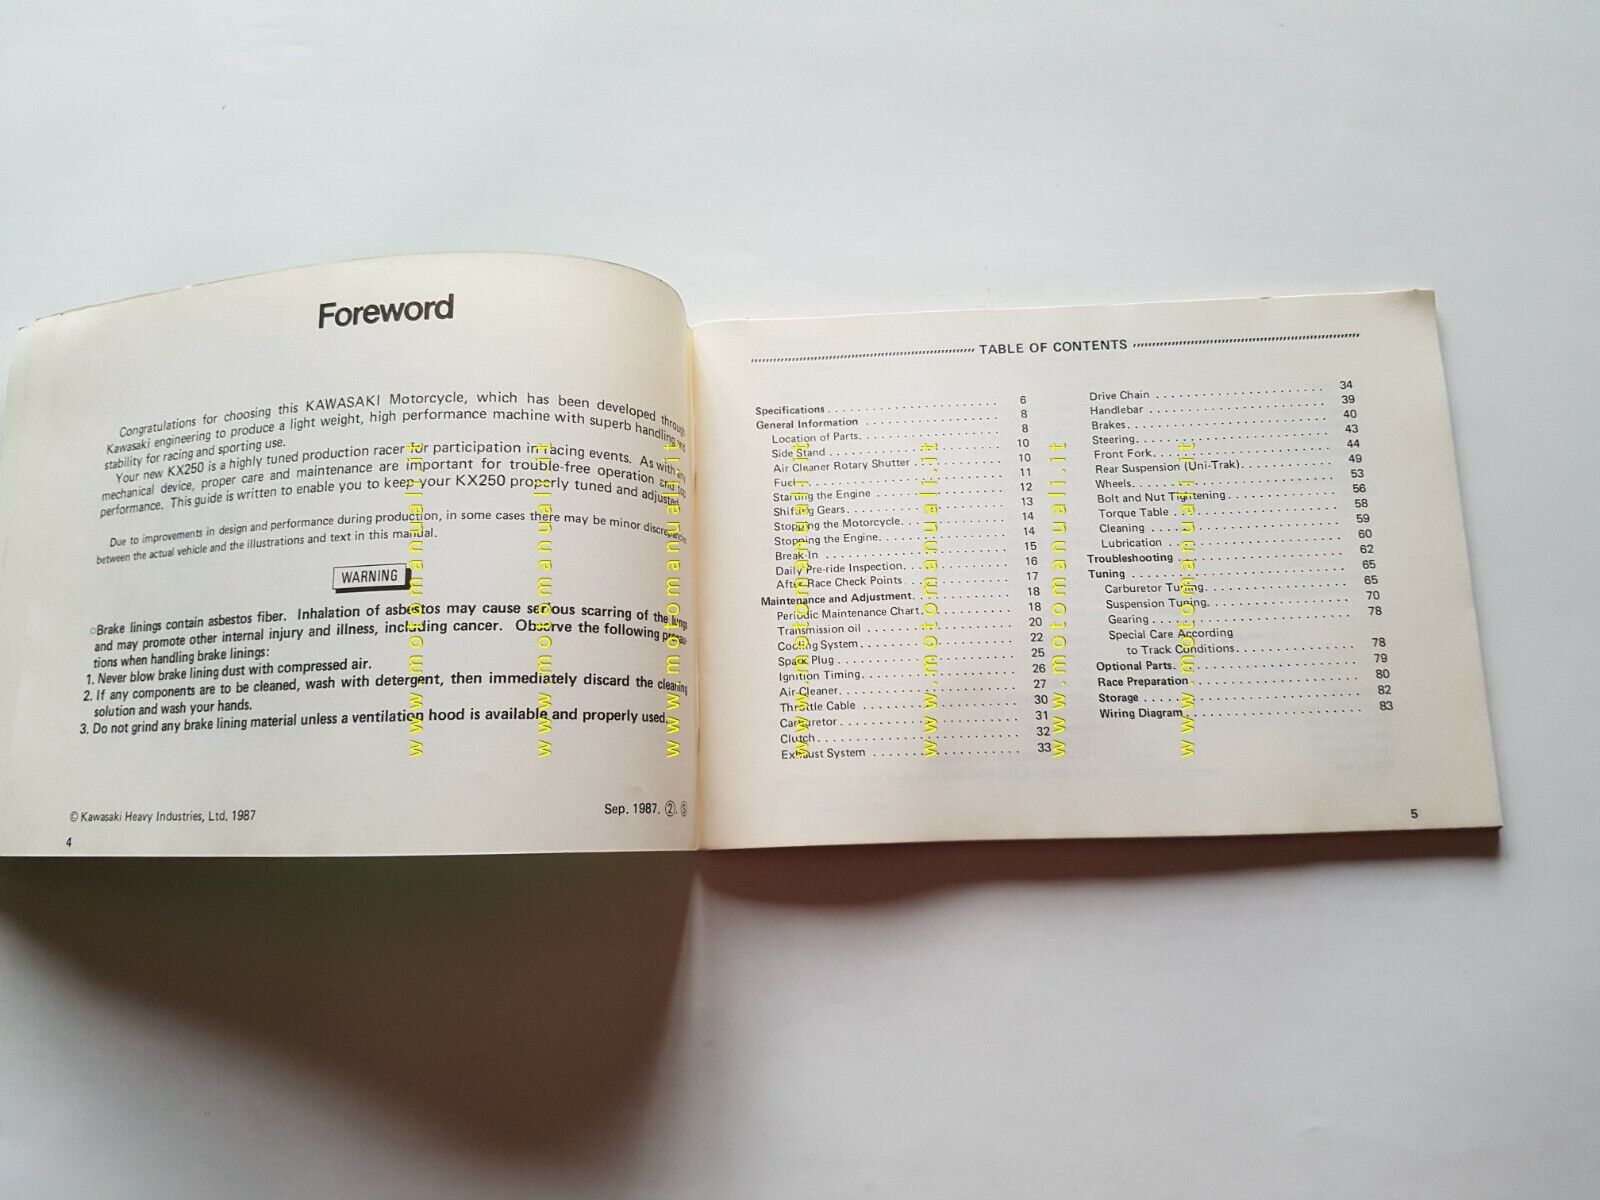 Foreword
Congratulations for choosing this KAWASAKI Motorcycle, which has been developed through
Kawasaki engineering to produce a light weight, high performance machine with superb handling and
stability for racing and sporting use.
Your new KX250 is a highly tuned production racer for participation in racing events. As with any
mechanical device, proper care and maintenance are important for trouble-free operation and top
performance. This guide is written to enable you to keep your KX250 properly tuned and adjusted.
Due to improvements in design and performance during production, in some cases there may be minor discrepancies
between the actual vehicle and the illustrations and text in this manual.
WARNING
○Brake linings contain asbestos fiber. Inhalation of asbestos may cause serious scarring of the lungs
and may promote other internal injury and illness, including cancer. Observe the following precau-
tions when handling brake linings:
1. Never blow brake lining dust with compressed air.
2. If any components are to be cleaned, wash with detergent, then immediately discard the cleaning
solution and wash your hands.
3. Do not grind any brake lining material unless a ventilation hood is available and properly used.
© Kawasaki Heavy Industries, Ltd. 1987
Sep. 1987. ②. Ⓢ
4
TABLE OF CONTENTS
Specifications 6
General Information 8
Location of Parts 8
Side Stand 10
Air Cleaner Rotary Shutter 10
Fuel 11
Starting the Engine 12
Shifting Gears 13
Stopping the Motorcycle 14
Stopping the Engine 14
Break-In 15
Daily Pre-ride Inspection 16
After Race Check Points 17
Maintenance and Adjustment 18
Periodic Maintenance Chart 18
Transmission oil 20
Cooling System 22
Spark Plug 25
Ignition Timing 26
Air Cleaner 27
Throttle Cable 30
Carburetor 31
Clutch 32
Exhaust System 33
Drive Chain 34
Handlebar 39
Brakes 40
Steering 43
Front Fork 44
Rear Suspension (Uni-Trak) 49
Wheels 53
Bolt and Nut Tightening 56
Torque Table 58
Cleaning 59
Lubrication 60
Troubleshooting 62
Tuning 65
Carburetor Tuning 65
Suspension Tuning 70
Gearing 78
Special Care According
to Track Conditions 78
Optional Parts 79
Race Preparation 80
Storage 82
Wiring Diagram 83
5
www.motomanuali.it
www.motomanuali.it
www.motomanuali.it
www.motomanuali.it
www.motomanuali.it
www.motomanuali.it
www.motomanuali.it